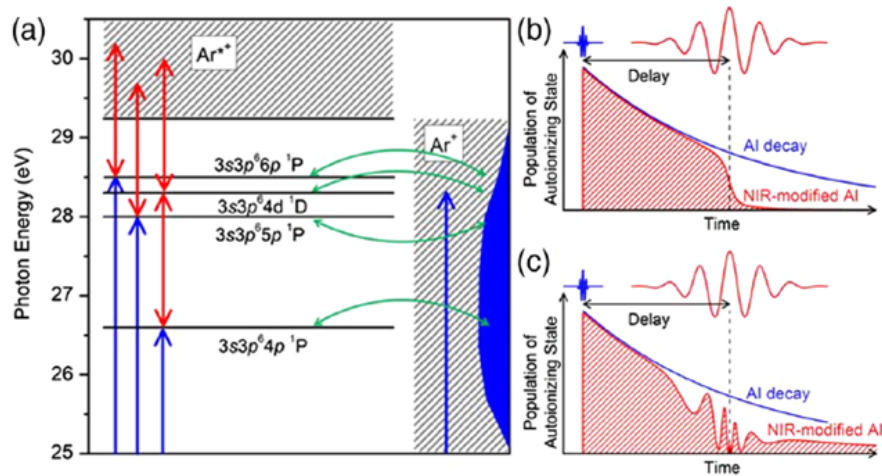 (a)
30
29
28
27
26
25
Photon Energy (eV)
Ar*⁺
3s3p⁶6p ¹P
3s3p⁶4d ¹D
3s3p⁶5p ¹P
3s3p⁶4p ¹P
Ar⁺
(b)
Population of
Autoionizing State
Delay
AI decay
NIR-modified AI
Time
(c)
Population of
Autoionizing State
Delay
AI decay
NIR-modified AI
Time